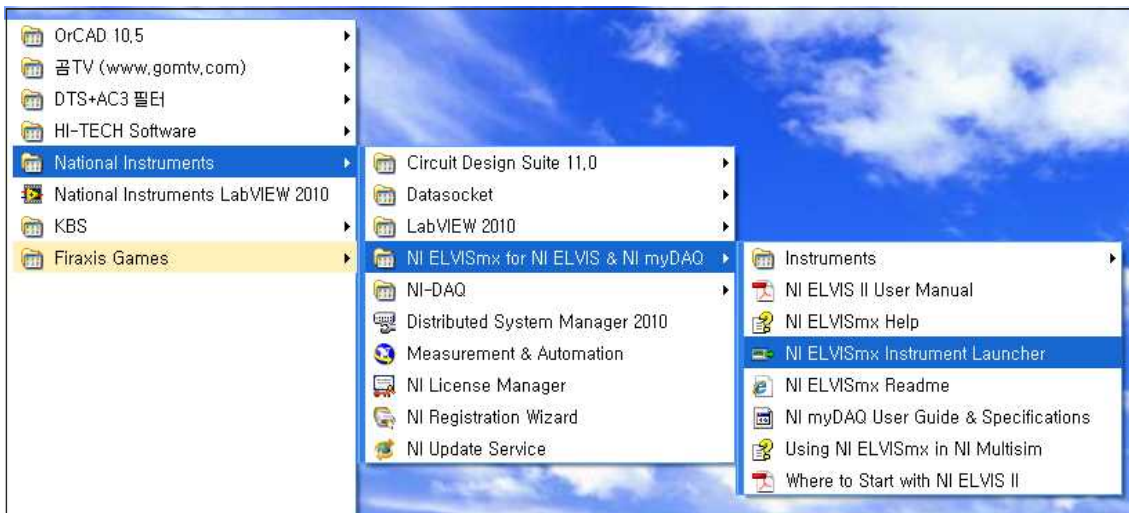 OrCAD 10,5
곰TV (www,gomtv,com)
DTS+AC3 필터
HI-TECH Software
National Instruments
National Instruments LabVIEW 2010
KBS
Firaxis Games
Circuit Design Suite 11,0
Datasocket
LabVIEW 2010
NI ELVISmx for NI ELVIS & NI myDAQ
NI-DAQ
Distributed System Manager 2010
Measurement & Automation
NI License Manager
NI Registration Wizard
NI Update Service
Instruments
NI ELVIS II User Manual
NI ELVISmx Help
NI ELVISmx Instrument Launcher
NI ELVISmx Readme
NI myDAQ User Guide & Specifications
Using NI ELVISmx in NI Multisim
Where to Start with NI ELVIS II